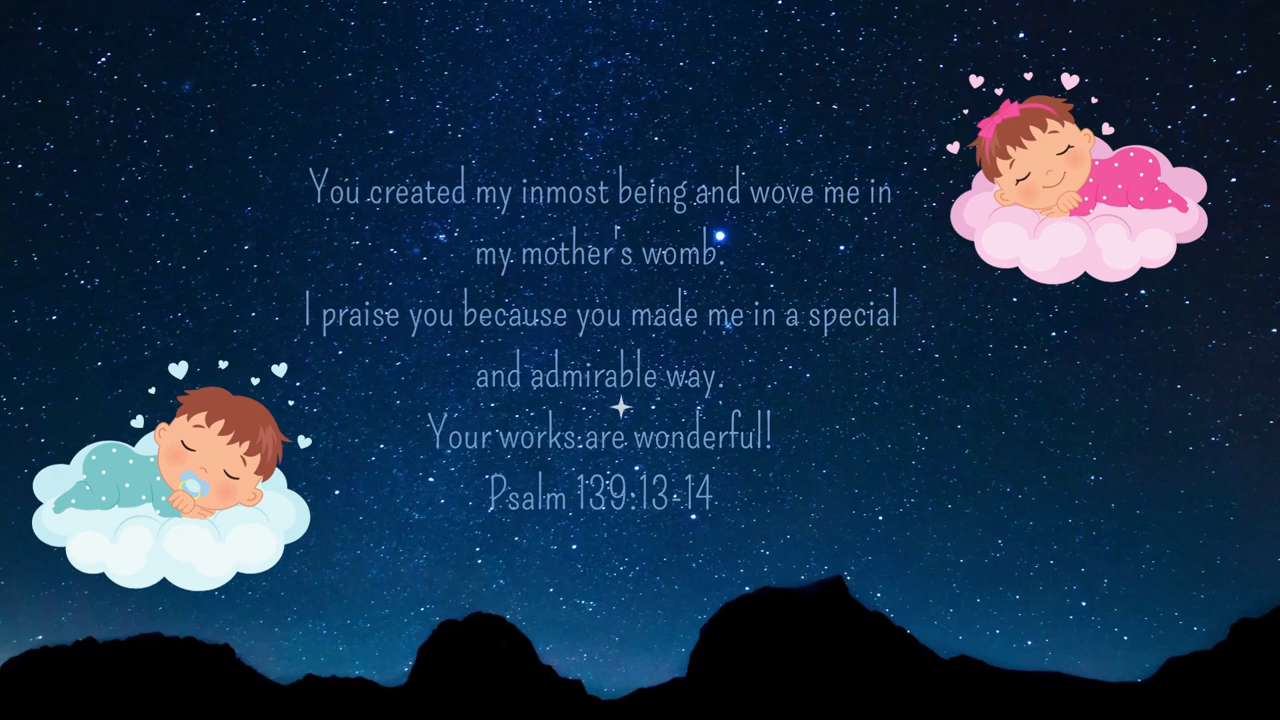 You created my inmost being and wove me in
my mother's womb.
I praise you because you made me in a special
and admirable way.
Your works are wonderful!
Psalm 139:13-14